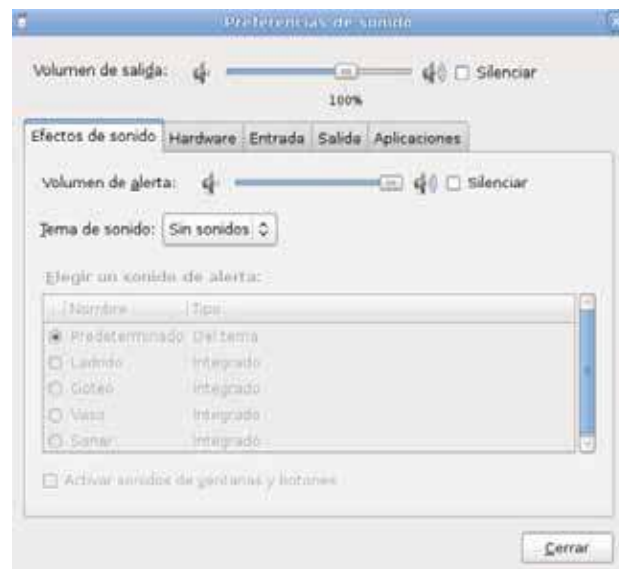 Preferencias de sonido
Volumen de salida: Silenciar
100%
Efectos de sonido Hardware Entrada Salida Aplicaciones
Volumen de alerta: Silenciar
Tema de sonido: Sin sonidos
Elegir un sonido de alerta:
Nombre Tipo
Predeterminado Del tema
Ladrido Integrado
Goteo Integrado
Vaso Integrado
Sonar Integrado
Activar sonidos de ventanas y botones
Cerrar